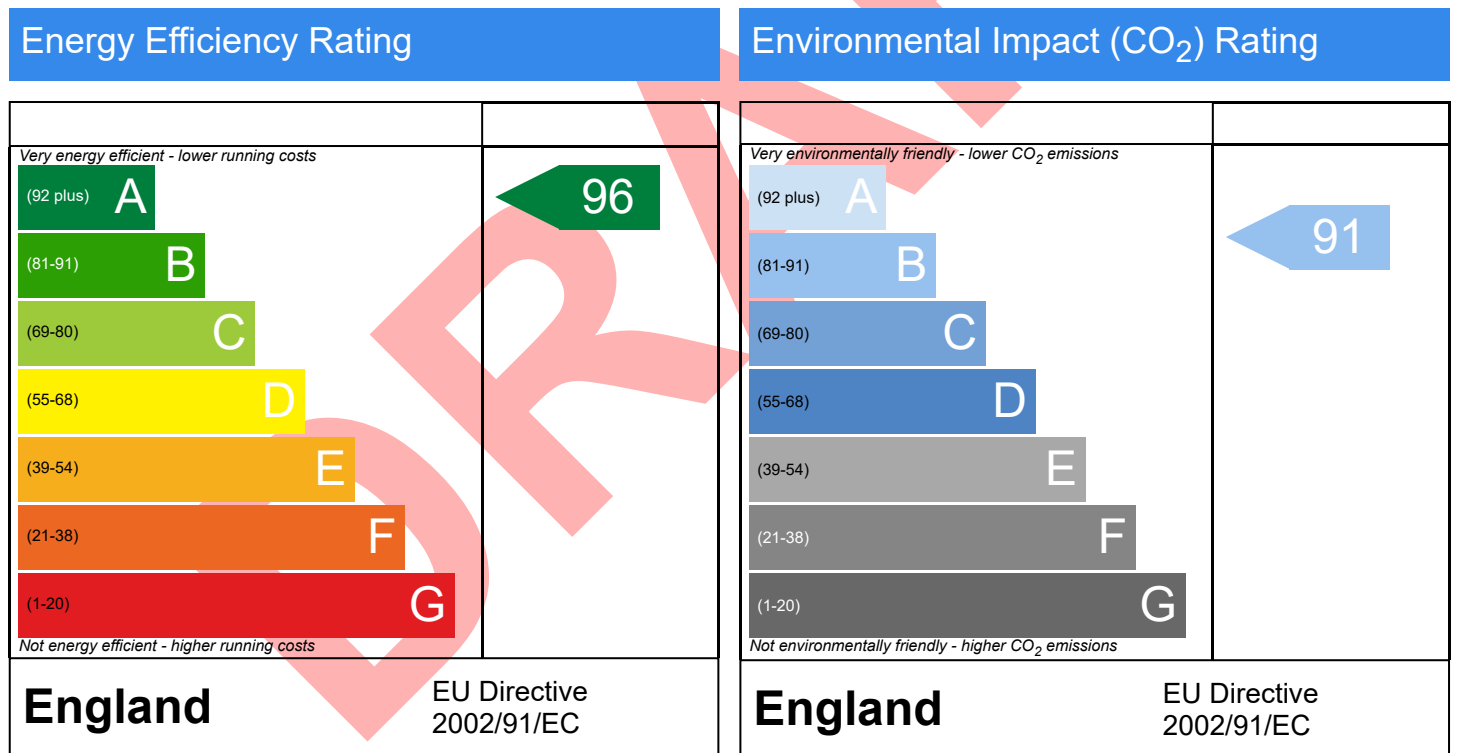 Energy Efficiency Rating
Very energy efficient - lower running costs
(92 plus) A
96
(81-91) B
(69-80) C
(55-68) D
(39-54) E
(21-38) F
(1-20) G
Not energy efficient - higher running costs
England
EU Directive
2002/91/EC
Environmental Impact (CO₂) Rating
Very environmentally friendly - lower CO₂ emissions
(92 plus) A
(81-91) B
91
(69-80) C
(55-68) D
(39-54) E
(21-38) F
(1-20) G
Not environmentally friendly - higher CO₂ emissions
England
EU Directive
2002/91/EC